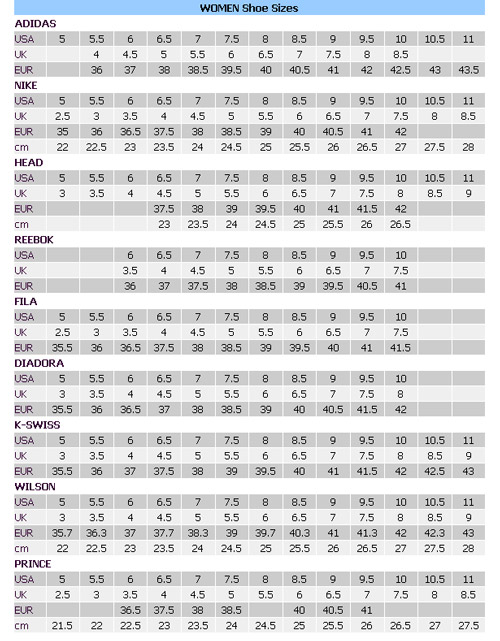 WOMEN Shoe Sizes
ADIDAS
USA 5 5.5 6 6.5 7 7.5 8 8.5 9 9.5 10 10.5 11
UK 4 4.5 5 5.5 6 6.5 7 7.5 8 8.5
EUR 36 37 38 38.5 39.5 40 40.5 41 42 42.5 43 43.5
NIKE
USA 5 5.5 6 6.5 7 7.5 8 8.5 9 9.5 10 10.5 11
UK 2.5 3 3.5 4 4.5 5 5.5 6 6.5 7 7.5 8 8.5
EUR 35 36 36.5 37.5 38 38.5 39 40 40.5 41 42
cm 22 22.5 23 23.5 24 24.5 25 25.5 26 26.5 27 27.5 28
HEAD
USA 5 5.5 6 6.5 7 7.5 8 8.5 9 9.5 10 10.5 11
UK 3 3.5 4 4.5 5 5.5 6 6.5 7 7.5 8 8.5 9
EUR 37.5 38 39 39.5 40 41 41.5 42
cm 23 23.5 24 24.5 25 25.5 26 26.5
REEBOK
USA 6 6.5 7 7.5 8 8.5 9 9.5 10
UK 3.5 4 4.5 5 5.5 6 6.5 7 7.5
EUR 36 37 37.5 38 38.5 39 39.5 40.5 41
FILA
USA 5 5.5 6 6.5 7 7.5 8 8.5 9 9.5 10
UK 2.5 3 3.5 4 4.5 5 5.5 6 6.5 7 7.5
EUR 35.5 36 36.5 37.5 38 38.5 39 39.5 40 41 41.5
DIADORA
USA 5 5.5 6 6.5 7 7.5 8 8.5 9 9.5 10
UK 3 3.5 4 4.5 5 5.5 6 6.5 7 7.5 8
EUR 35.5 36 36.5 37 38 38.5 39 40 40.5 41.5 42
K-SWISS
USA 5 5.5 6 6.5 7 7.5 8 8.5 9 9.5 10 10.5 11
UK 3 3.5 4 4.5 5 5.5 6 6.5 7 7.5 8 8.5 9
EUR 35.5 36 37 37.5 38 39 39.5 40 41 41.5 42 42.5 43
WILSON
USA 5 5.5 6 6.5 7 7.5 8 8.5 9 9.5 10 10.5 11
UK 3 3.5 4 4.5 5 5.5 6 6.5 7 7.5 8 8.5 9
EUR 35.7 36.3 37 37.7 38.3 39 39.7 40.3 41 41.3 42 42.3 43
cm 22 22.5 23 23.5 24 24.5 25 25.5 26 26.5 27 27.5 28
PRINCE
USA 5 5.5 6 6.5 7 7.5 8 8.5 9 9.5 10 10.5 11
UK 2.5 3 3.5 4 4.5 5 5.5 6 6.5 7 7.5 8 8.5
EUR 36.5 37.5 38 38.5 40 40.5 41
cm 21.5 22 22.5 23 23.5 24 24.5 25 25.5 26 26.5 27 27.5